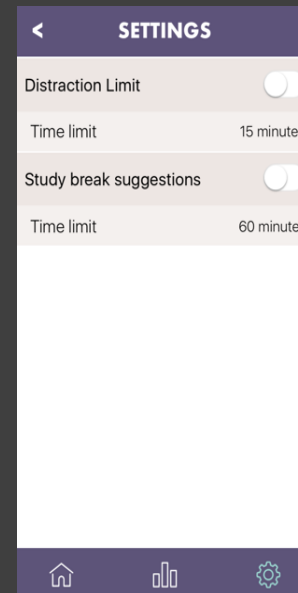 < SETTINGS
Distraction Limit
Time limit 15 minute
Study break suggestions
Time limit 60 minute